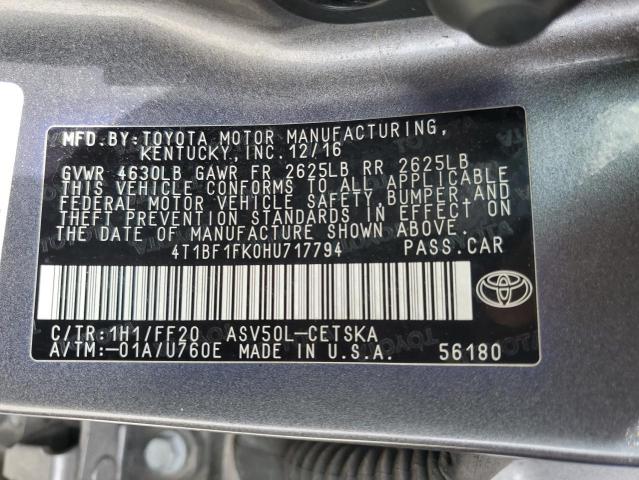 MFD.BY:TOYOTA MOTOR MANUFACTURING,
KENTUCKY,INC.12/16
GVWR 4630LB GAWR FR 2625LB RR 2625LB
THIS VEHICLE CONFORMS TO ALL APPLICABLE
FEDERAL MOTOR VEHICLE SAFETY,BUMPER,AND
THEFT PREVENTION STANDARDS IN EFFECT ON
THE DATE OF MANUFACTURE SHOWN ABOVE.
4T1BF1FK0HU717794 PASS.CAR
C/TR:1H1/FF20 ASV50L-CETSKA
A/TM:-01A/U760E MADE IN U.S.A. 56180